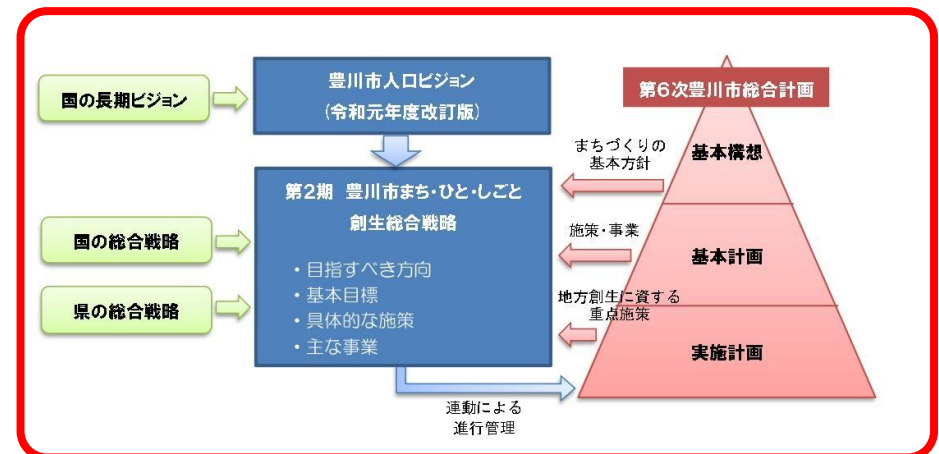 国の長期ビジョン
豊川市人口ビジョン
(令和元年度改訂版)
第6次豊川市総合計画
まちづくりの
基本方針
基本構想
第2期 豊川市まち・ひと・しごと
創生総合戦略
・目指すべき方向
・基本目標
・具体的な施策
・主な事業
国の総合戦略
県の総合戦略
施策・事業
基本計画
地方創生に資する
重点施策
実施計画
連動による
進行管理